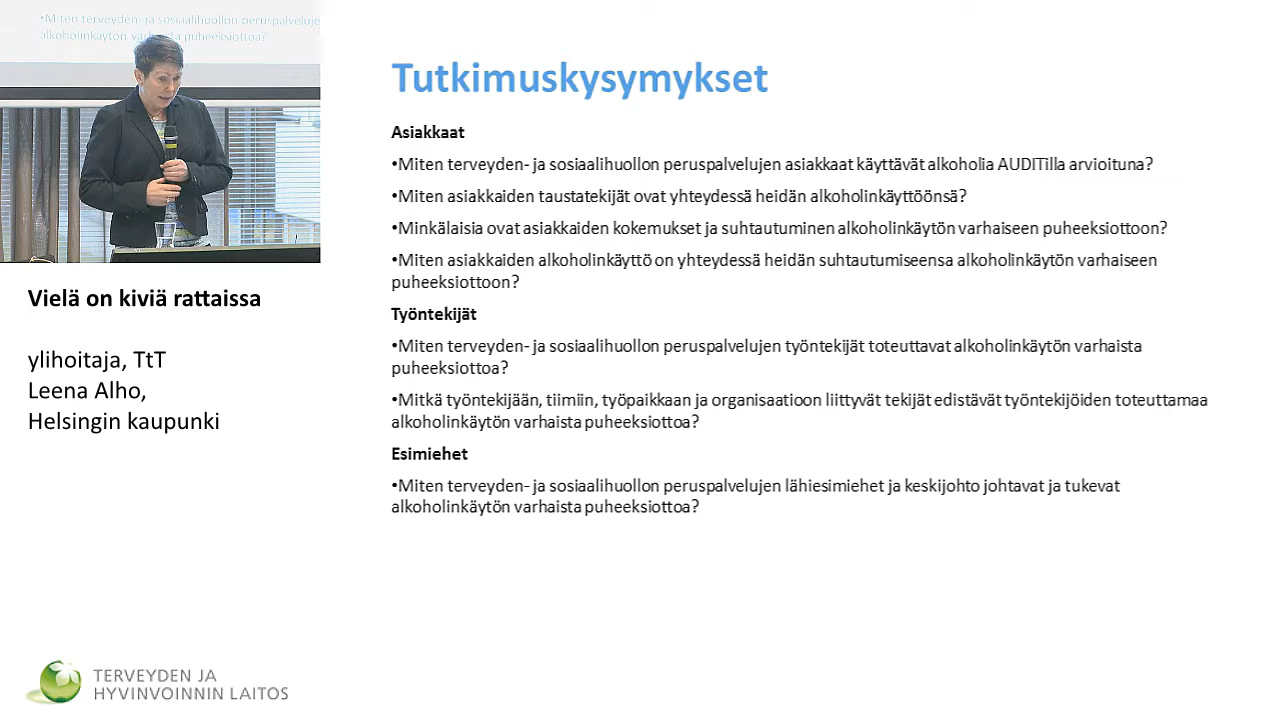 •Miten terveyden- ja sosiaalihuollon peruspalveluje
alkoholinkäytön varhaista puheeksiottoa?
Vielä on kiviä rattaissa
ylihoitaja, TtT
Leena Alho,
Helsingin kaupunki
TERVEYDEN JA
HYVINVOINNIN LAITOS
Tutkimuskysymykset
Asiakkaat
•Miten terveyden- ja sosiaalihuollon peruspalvelujen asiakkaat käyttävät alkoholia AUDITilla arvioituna?
•Miten asiakkaiden taustatekijät ovat yhteydessä heidän alkoholinkäyttöönsä?
•Minkälaisia ovat asiakkaiden kokemukset ja suhtautuminen alkoholinkäytön varhaiseen puheeksiottoon?
•Miten asiakkaiden alkoholinkäyttö on yhteydessä heidän suhtautumiseensa alkoholinkäytön varhaiseen
puheeksiottoon?
Työntekijät
•Miten terveyden- ja sosiaalihuollon peruspalvelujen työntekijät toteuttavat alkoholinkäytön varhaista
puheeksiottoa?
•Mitkä työntekijään, tiimiin, työpaikkaan ja organisaatioon liittyvät tekijät edistävät työntekijöiden toteuttamaa
alkoholinkäytön varhaista puheeksiottoa?
Esimiehet
•Miten terveyden- ja sosiaalihuollon peruspalvelujen lähiesimiehet ja keskijohto johtavat ja tukevat
alkoholinkäytön varhaista puheeksiottoa?